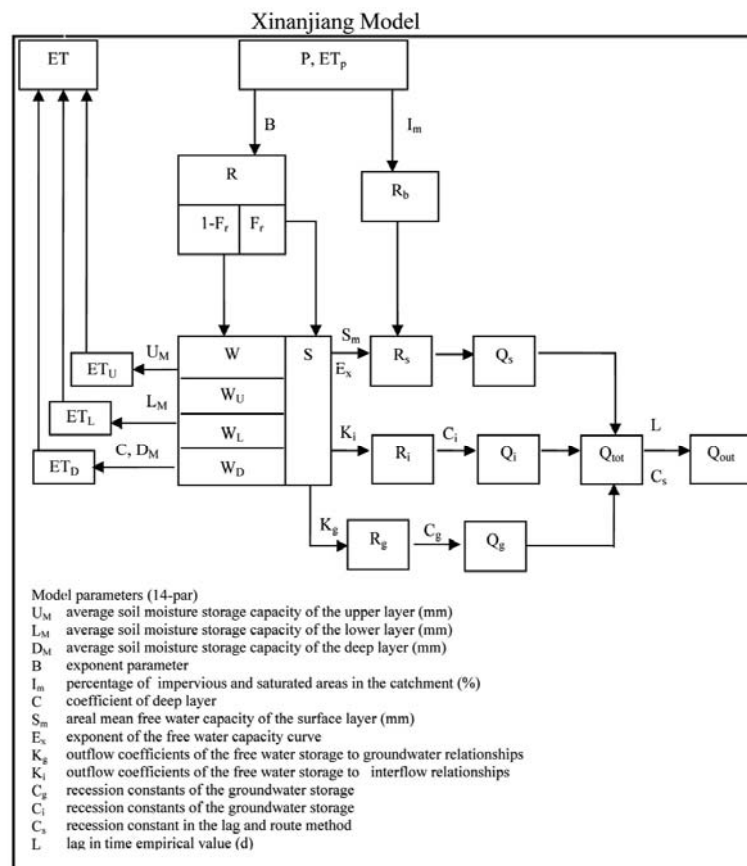 Xinanjiang Model
ET
P, ETp
B
Im
R
Rb
1-Fr Fr
Sm
UM
W
S
Ex
Rs
Qs
ETU
WU
LM
ETL
WL
Ki
Ri
Ci
Qi
Qtot
L
Cs
Qout
C, DM
ETD
WD
Kg
Rg
Cg
Qg
Model parameters (14-par)
UM average soil moisture storage capacity of the upper layer (mm)
LM average soil moisture storage capacity of the lower layer (mm)
DM average soil moisture storage capacity of the deep layer (mm)
B exponent parameter
Im percentage of impervious and saturated areas in the catchment (%)
C coefficient of deep layer
Sm areal mean free water capacity of the surface layer (mm)
Ex exponent of the free water capacity curve
Kg outflow coefficients of the free water storage to groundwater relationships
Ki outflow coefficients of the free water storage to interflow relationships
Cg recession constants of the groundwater storage
Ci recession constants of the groundwater storage
Cs recession constant in the lag and route method
L lag in time empirical value (d)